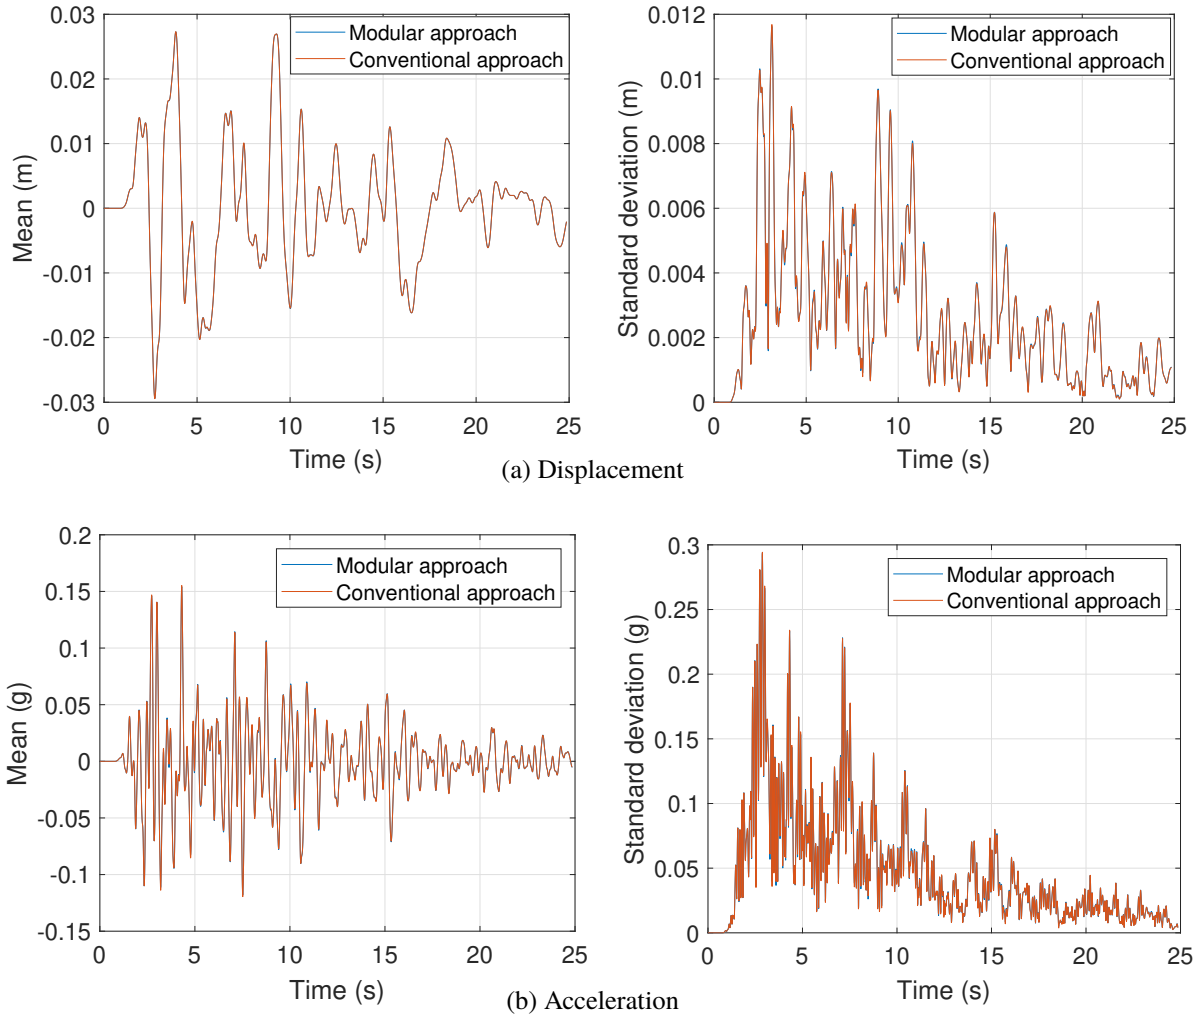 0.03
0.02
0.01
0
-0.01
-0.02
-0.03
Mean (m)
Modular approach
Conventional approach
0 5 10 15 20 25
Time (s)
0.012
0.01
0.008
0.006
0.004
0.002
0
Standard deviation (m)
Modular approach
Conventional approach
0 5 10 15 20 25
Time (s)
(a) Displacement
0.2
0.15
0.1
0.05
0
-0.05
-0.1
-0.15
Mean (g)
Modular approach
Conventional approach
0 5 10 15 20 25
Time (s)
0.3
0.25
0.2
0.15
0.1
0.05
0
Standard deviation (g)
Modular approach
Conventional approach
0 5 10 15 20 25
Time (s)
(b) Acceleration